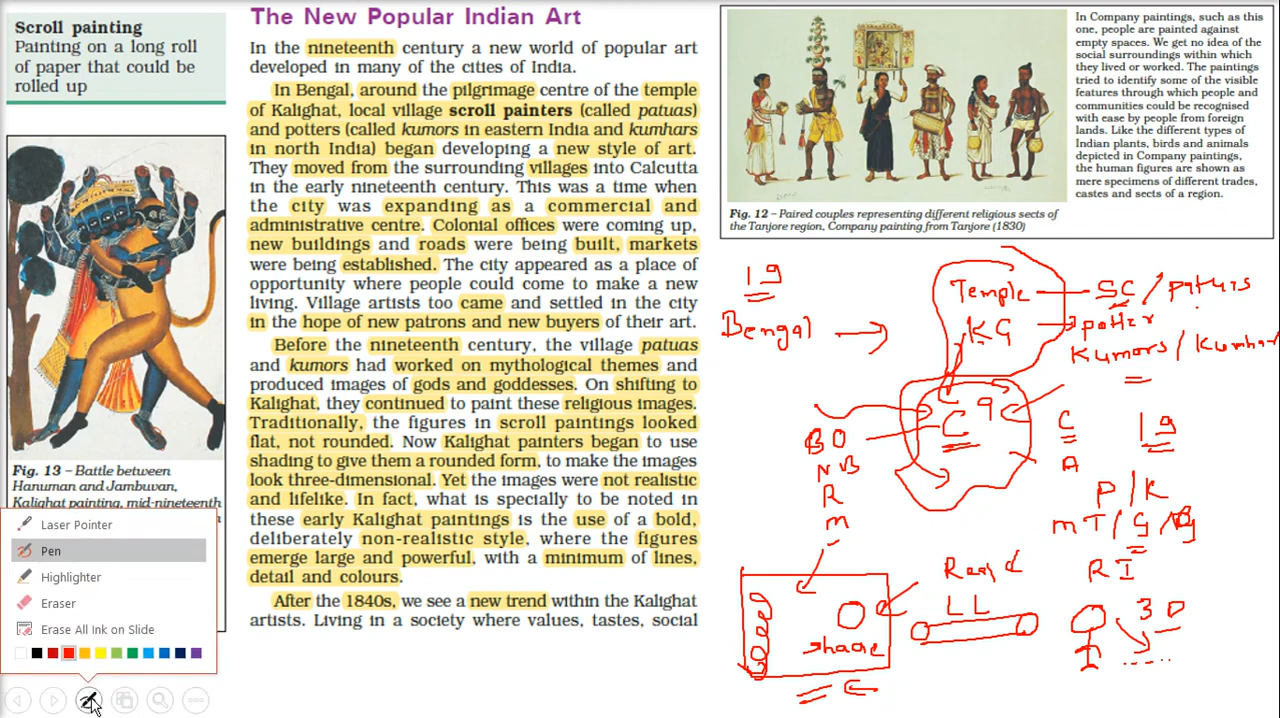 Scroll painting
Painting on a long roll
of paper that could be
rolled up
Fig. 13 – Battle between
Hanuman and Jambuvan,
Kalighat painting, mid-nineteenth
Laser Pointer
Pen
Highlighter
Eraser
Erase All Ink on Slide
The New Popular Indian Art
In the nineteenth century a new world of popular art
developed in many of the cities of India.
In Bengal, around the pilgrimage centre of the temple
of Kalighat, local village scroll painters (called patuas)
and potters (called kumors in eastern India and kumhars
in north India) began developing a new style of art.
They moved from the surrounding villages into Calcutta
in the early nineteenth century. This was a time when
the city was expanding as a commercial and
administrative centre. Colonial offices were coming up,
new buildings and roads were being built, markets
were being established. The city appeared as a place of
opportunity where people could come to make a new
living. Village artists too came and settled in the city
in the hope of new patrons and new buyers of their art.
Before the nineteenth century, the village patuas
and kumors had worked on mythological themes and
produced images of gods and goddesses. On shifting to
Kalighat, they continued to paint these religious images.
Traditionally, the figures in scroll paintings looked
flat, not rounded. Now Kalighat painters began to use
shading to give them a rounded form, to make the images
look three-dimensional. Yet the images were not realistic
and lifelike. In fact, what is specially to be noted in
these early Kalighat paintings is the use of a bold,
deliberately non-realistic style, where the figures
emerge large and powerful, with a minimum of lines,
detail and colours.
After the 1840s, we see a new trend within the Kalighat
artists. Living in a society where values, tastes, social
In Company paintings, such as this
one, people are painted against
empty spaces. We get no idea of the
social surroundings within which
they lived or worked. The paintings
tried to identify some of the visible
features through which people and
communities could be recognised
with ease by people from foreign
lands. Like the different types of
Indian plants, birds and animals
depicted in Company paintings,
the human figures are shown as
mere specimens of different trades,
castes and sects of a region.
Fig. 12 – Paired couples representing different religious sects of
the Tanjore region, Company painting from Tanjore (1830)
19
Temple SC / patuas
Bengal KG potter
Kumors / Kumhar
C
C 19
A
BO
NB
R
M
P / K
MT / G /
RI
LL
30
shade